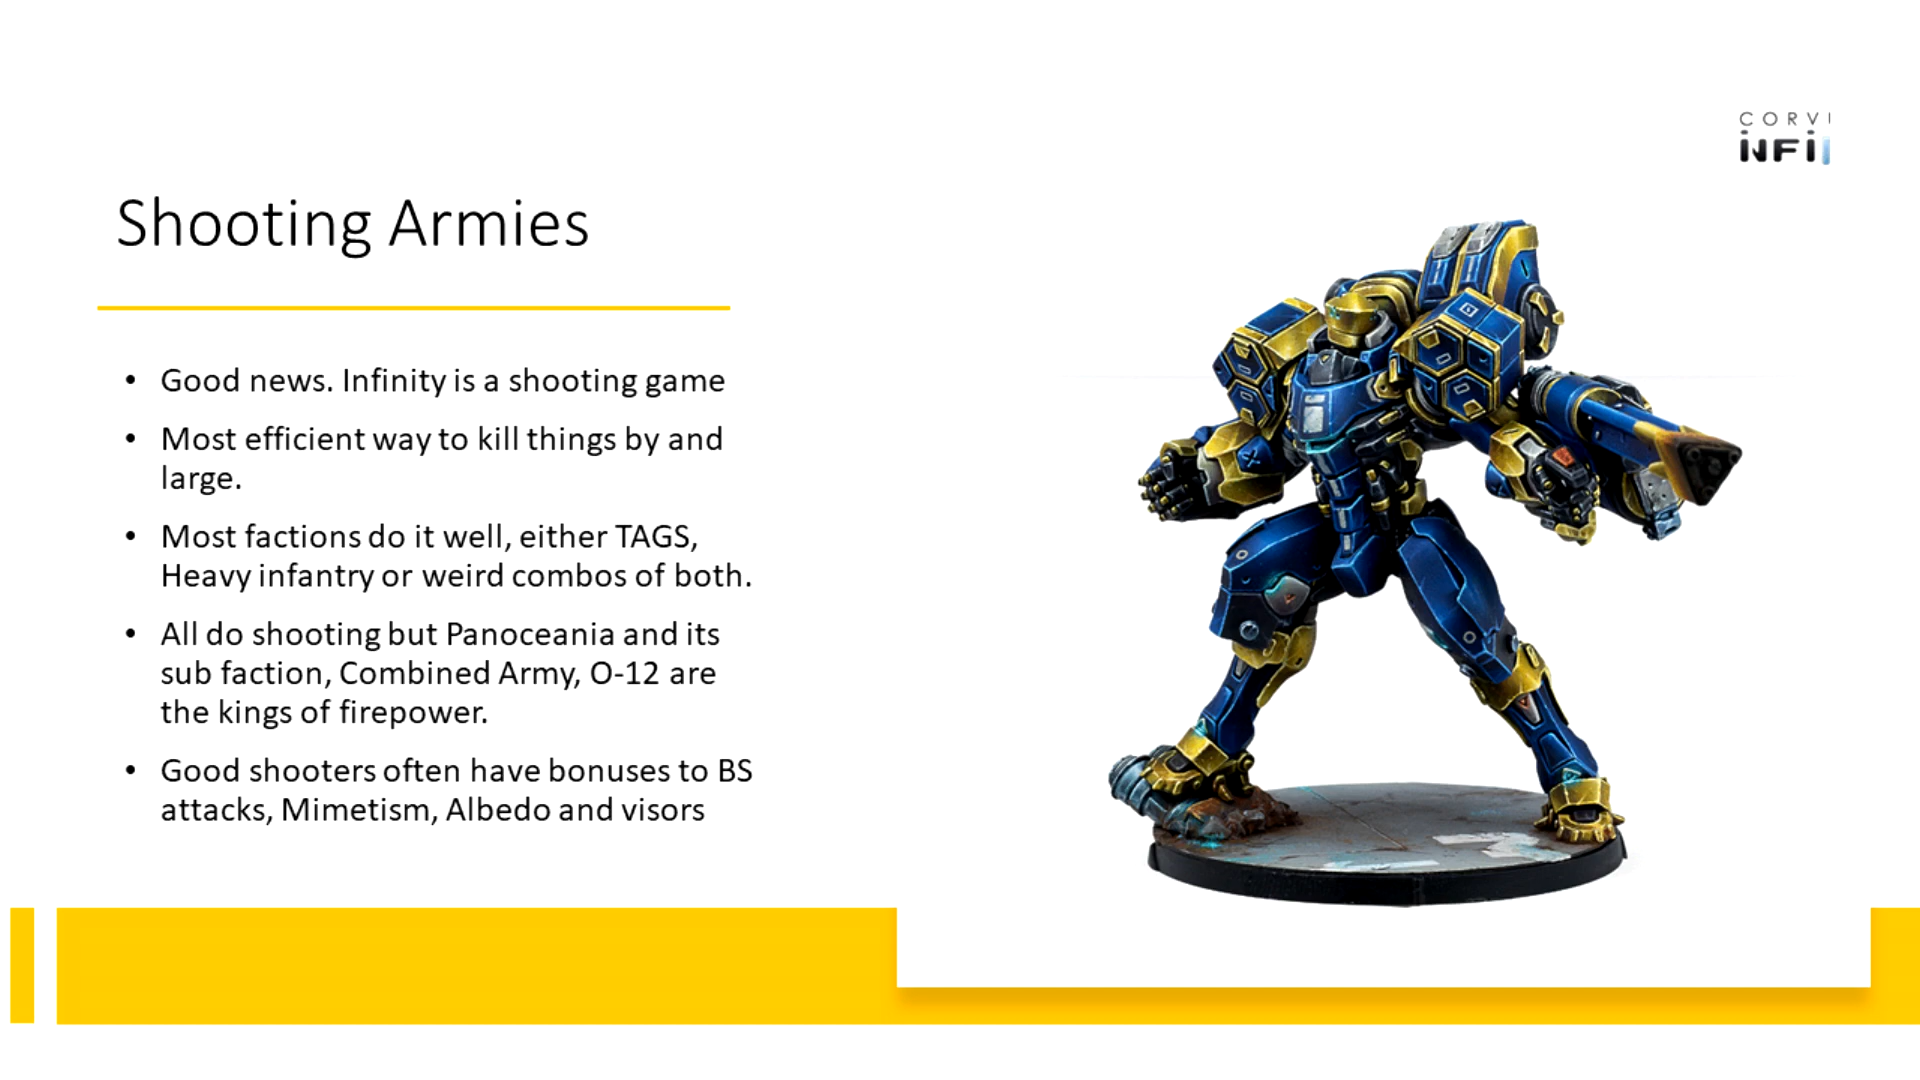 CORVI
INFI
Shooting Armies
• Good news. Infinity is a shooting game
• Most efficient way to kill things by and
large.
• Most factions do it well, either TAGS,
Heavy infantry or weird combos of both.
• All do shooting but Panoceania and its
sub faction, Combined Army, O-12 are
the kings of firepower.
• Good shooters often have bonuses to BS
attacks, Mimetism, Albedo and visors